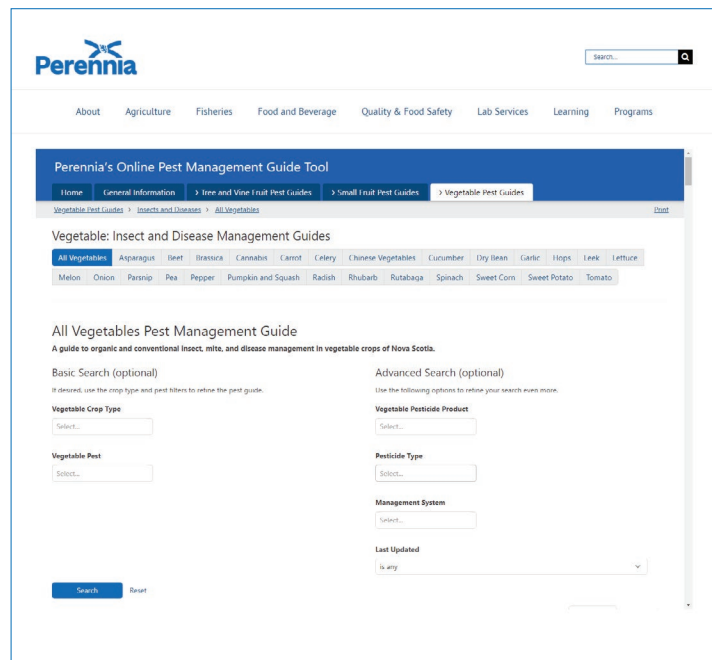 Perennia
Search...
About Agriculture Fisheries Food and Beverage Quality & Food Safety Lab Services Learning Programs
Perennia's Online Pest Management Guide Tool
Home General Information > Tree and Vine Fruit Pest Guides > Small Fruit Pest Guides > Vegetable Pest Guides
Vegetable Pest Guides > Insects and Diseases > All Vegetables Print
Vegetable: Insect and Disease Management Guides
All Vegetables Asparagus Beet Brassica Cannabis Carrot Celery Chinese Vegetables Cucumber Dry Bean Garlic Hops Leek Lettuce
Melon Onion Parsnip Pea Pepper Pumpkin and Squash Radish Rhubarb Rutabaga Spinach Sweet Corn Sweet Potato Tomato
All Vegetables Pest Management Guide
A guide to organic and conventional insect, mite, and disease management in vegetable crops of Nova Scotia.
Basic Search (optional)
If desired, use the crop type and pest filters to refine the pest guide.
Vegetable Crop Type
Select...
Vegetable Pest
Select...
Advanced Search (optional)
Use the following options to refine your search even more.
Vegetable Pesticide Product
Select...
Pesticide Type
Select...
Management System
Select...
Last Updated
is any
Search Reset